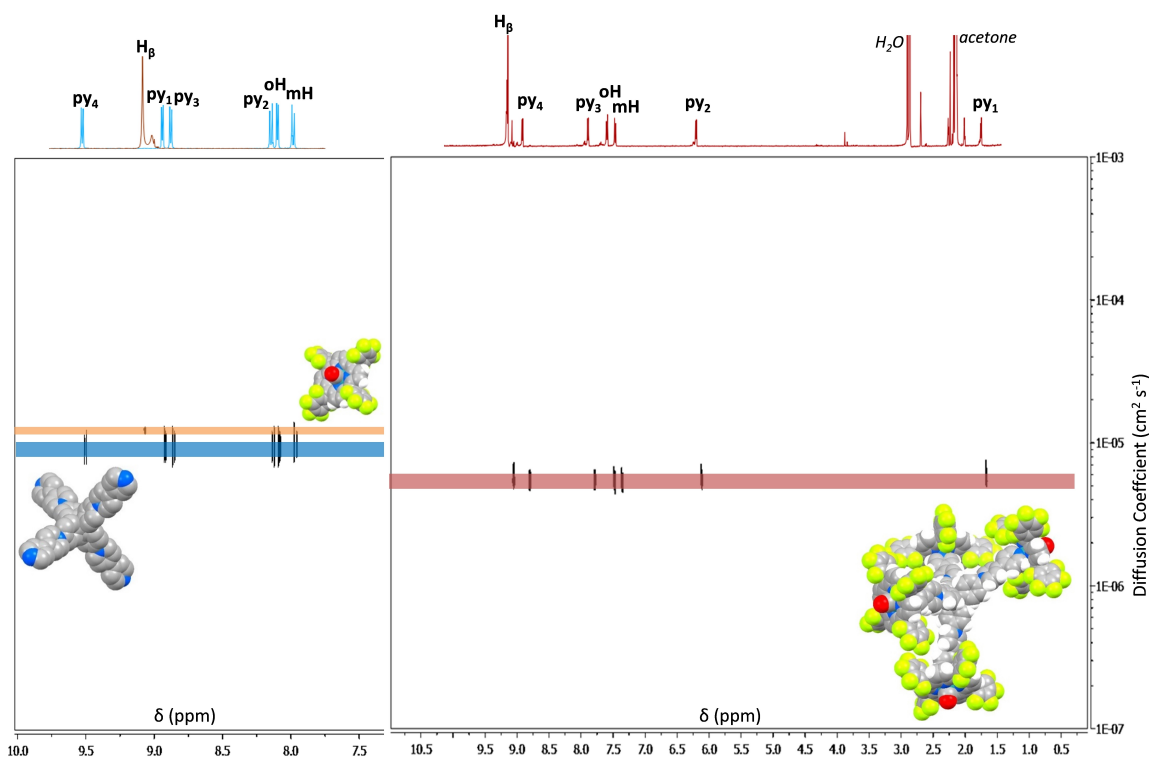 H₂O acetone
H_β
H_β
py₄ py₁ py₃ py₂ oH mH
py₄ py₃ oH mH py₂ py₁
1E-03
1E-04
1E-05
1E-06
1E-07
Diffusion Coeffcient (cm² s⁻¹)
δ (ppm) δ (ppm)
10.0 9.5 9.0 8.5 8.0 7.5
10.5 9.5 9.0 8.5 8.0 7.5 7.0 6.5 6.0 5.5 5.0 4.5 4.0 3.5 3.0 2.5 2.0 1.5 1.0 0.5